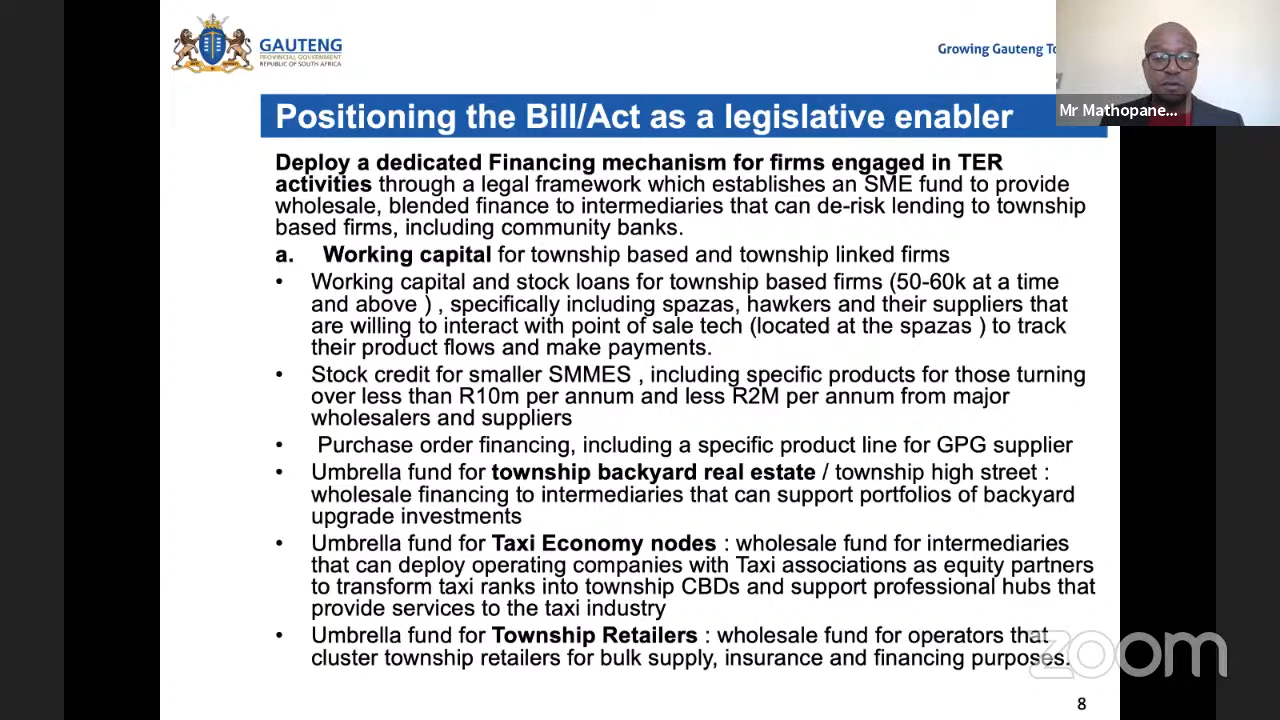 GAUTENG
PROVINCIAL GOVERNMENT
REPUBLIC OF SOUTH AFRICA
Growing Gauteng To
Mr Mathopane...
Positioning the Bill/Act as a legislative enabler
Deploy a dedicated Financing mechanism for firms engaged in TER
activities through a legal framework which establishes an SME fund to provide
wholesale, blended finance to intermediaries that can de-risk lending to township
based firms, including community banks.
a. Working capital for township based and township linked firms
• Working capital and stock loans for township based firms (50-60k at a time
and above ) , specifically including spazas, hawkers and their suppliers that
are willing to interact with point of sale tech (located at the spazas ) to track
their product flows and make payments.
• Stock credit for smaller SMMES , including specific products for those turning
over less than R10m per annum and less R2M per annum from major
wholesalers and suppliers
• Purchase order financing, including a specific product line for GPG supplier
• Umbrella fund for township backyard real estate / township high street :
wholesale financing to intermediaries that can support portfolios of backyard
upgrade investments
• Umbrella fund for Taxi Economy nodes : wholesale fund for intermediaries
that can deploy operating companies with Taxi associations as equity partners
to transform taxi ranks into township CBDs and support professional hubs that
provide services to the taxi industry
• Umbrella fund for Township Retailers : wholesale fund for operators that
cluster township retailers for bulk supply, insurance and financing purposes.
zoom
8